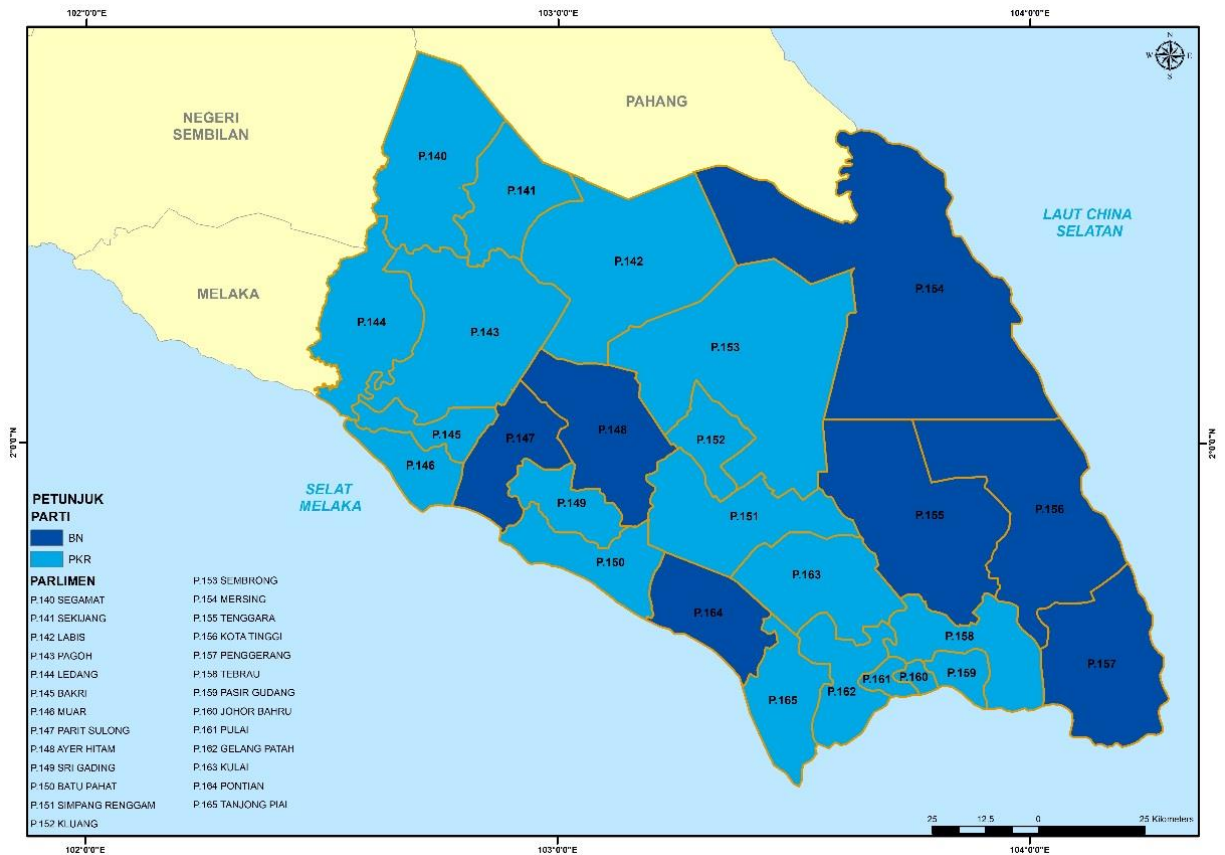 102°0'0"E
103°0'0"E
104°0'0"E
N
W
E
S
PAHANG
NEGERI
SEMBILAN
P.140
P.141
LAUT CHINA
SELATAN
P.142
MELAKA
P.154
P.144
P.143
P.153
2°0'0"N
2°0'0"N
P.145
P.147
P.148
P.152
P.146
SELAT
MELAKA
P.149
P.151
P.155
P.156
P.150
P.163
P.164
P.158
P.157
P.165
P.162
P.161
P.160
P.159
PETUNJUK
PARTI
BN
PKR
PARLIMEN
P.140 SEGAMAT
P.141 SEKIJANG
P.142 LABIS
P.143 PAGOH
P.144 LEDANG
P.145 BAKRI
P.146 MUAR
P.147 PARIT SULONG
P.148 AYER HITAM
P.149 SRI GADING
P.150 BATU PAHAT
P.151 SIMPANG RENGGAM
P.152 KLUANG
P.153 SEMBRONG
P.154 MERSING
P.155 TENGGARA
P.156 KOTA TINGGI
P.157 PENGGERANG
P.158 TEBRAU
P.159 PASIR GUDANG
P.160 JOHOR BAHRU
P.161 PULAI
P.162 GELANG PATAH
P.163 KULAI
P.164 PONTIAN
P.165 TANJONG PIAI
25 12.5 0 25 Kilometers
102°0'0"E
103°0'0"E
104°0'0"E